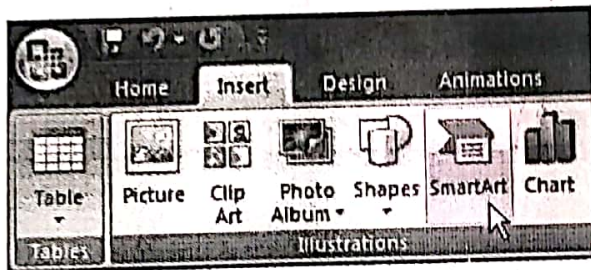 Home Insert Design Animations
Table Picture Clip Art Photo Album Shapes SmartArt Chart
Tables Illustrations